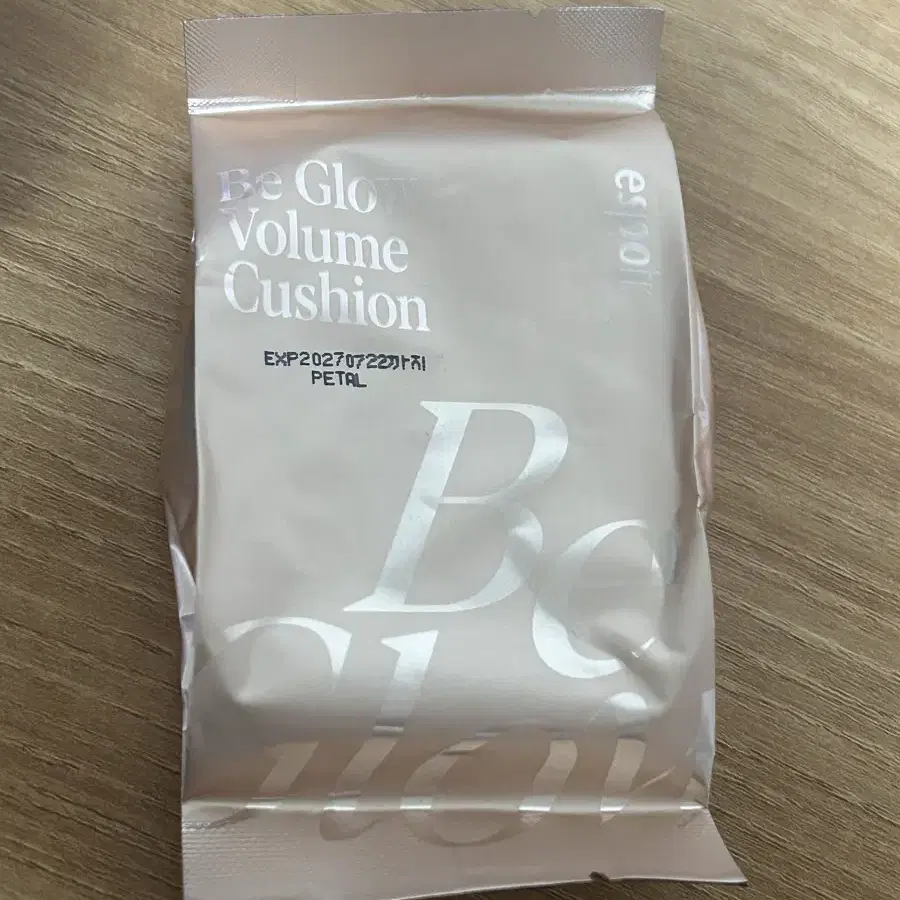 Be Glow
Volume
Cushion
espoir
EXP20270722까지
PETAL
Be
Glow